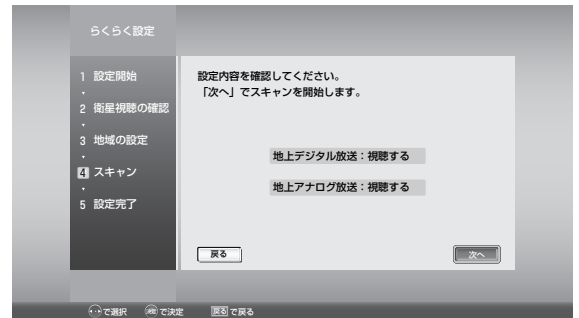 らくらく設定
1 設定開始
2 衛星視聴の確認
3 地域の設定
4 スキャン
5 設定完了
設定内容を確認してください。
「次へ」でスキャンを開始します。
地上デジタル放送：視聴する
地上アナログ放送：視聴する
戻る
次へ
で選択 決定 で決定 戻る で戻る